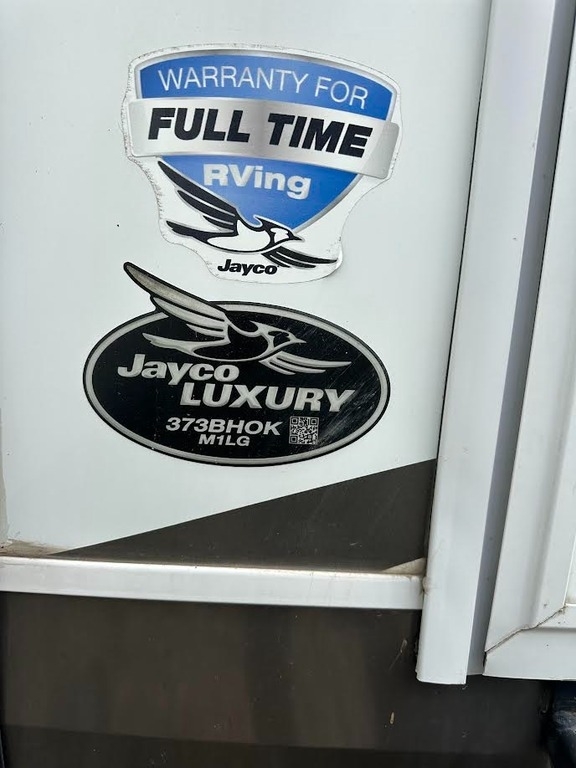 WARRANTY FOR
FULL TIME
RVing
Jayco
Jayco
LUXURY
373BHOK
M1LG